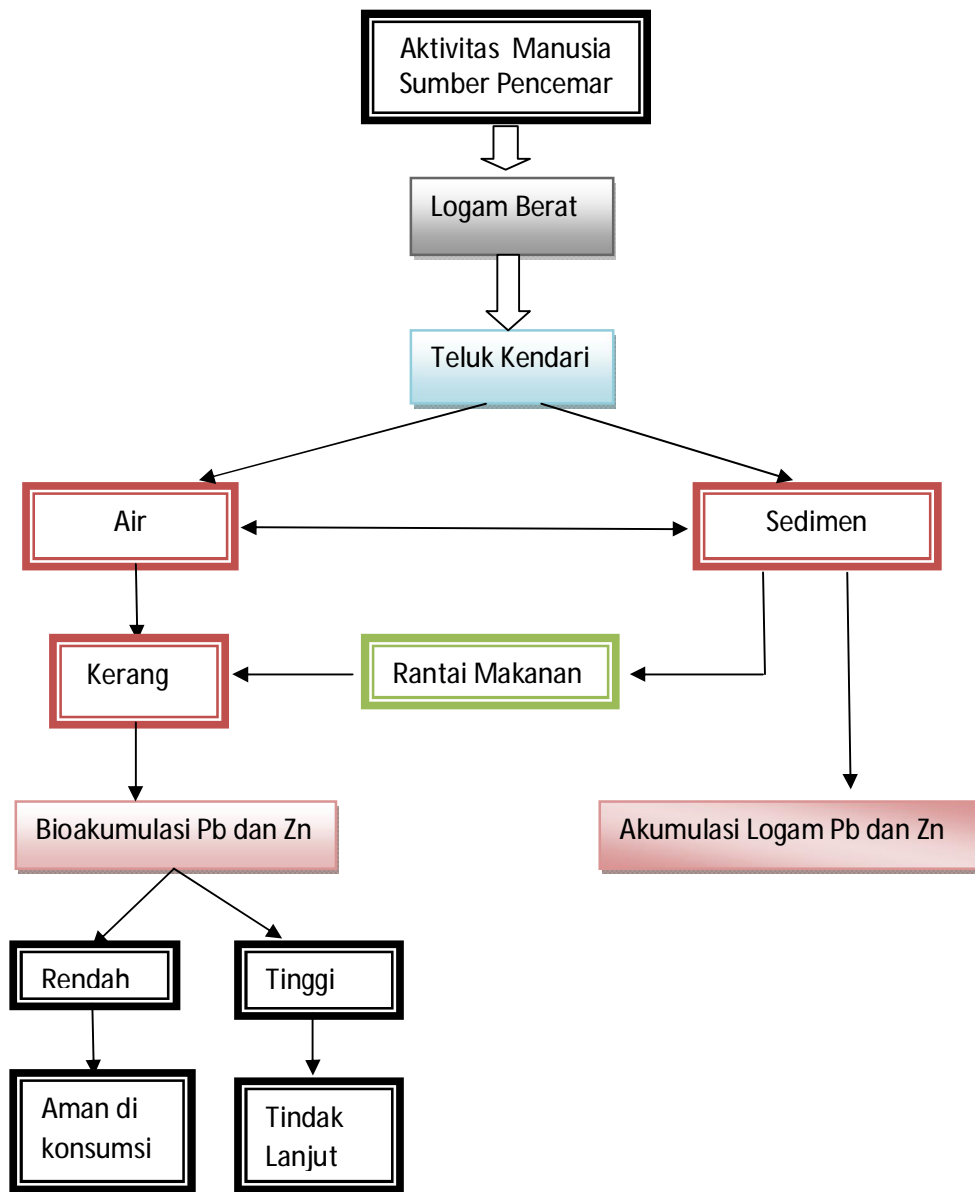 Aktivitas Manusia
Sumber Pencemar
Logam Berat
Teluk Kendari
Air
Sedimen
Kerang
Rantai Makanan
Bioakumulasi Pb dan Zn
Akumulasi Logam Pb dan Zn
Rendah
Tinggi
Aman di
konsumsi
Tindak
Lanjut